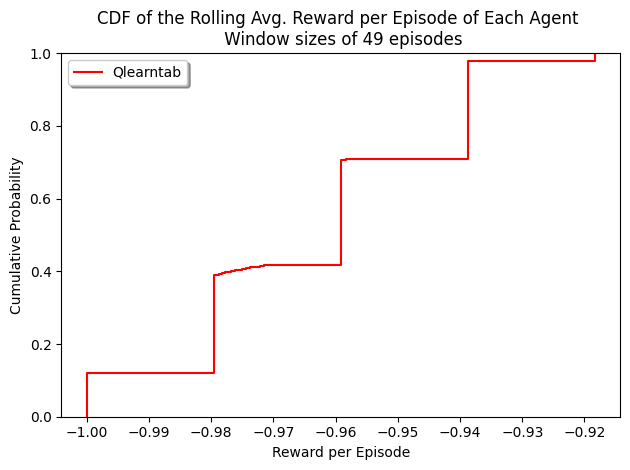 CDF of the Rolling Avg. Reward per Episode of Each Agent
Window sizes of 49 episodes
Qlearntab
Cumulative Probability
1.0
0.8
0.6
0.4
0.2
0.0
−1.00 −0.99 −0.98 −0.97 −0.96 −0.95 −0.94 −0.93 −0.92
Reward per Episode